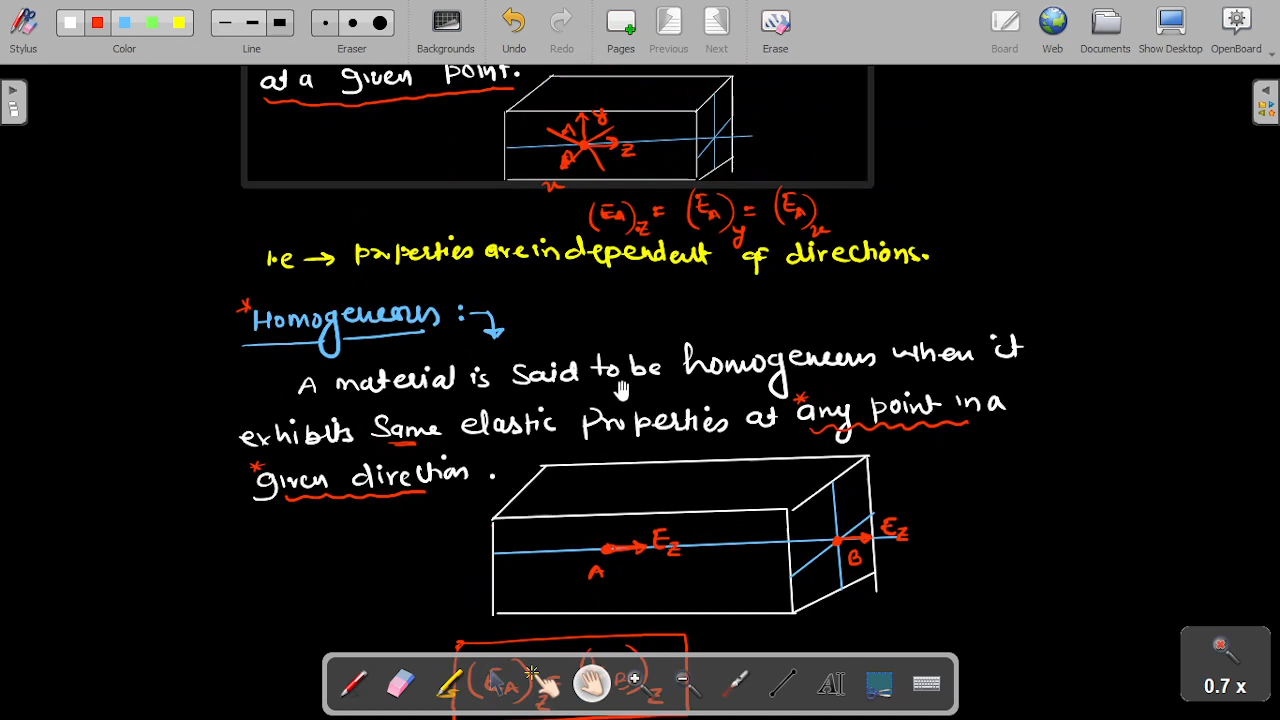 Stylus
Color
Line
Eraser
Backgrounds
Undo
Redo
Pages
Previous
Next
Erase
Board
Web
Documents
Show Desktop
OpenBoard
at a given point.
A y
A z
x
(EA)z = (EA)y = (EA)x
i.e → properties are independent of directions.
*Homogeneous :-
A material is said to be homogeneous when it
exhibits same elastic properties at *any point in a
*given direction .
Ez
Ez
A
B
(EA)z = (B)z
AI
0.7 x